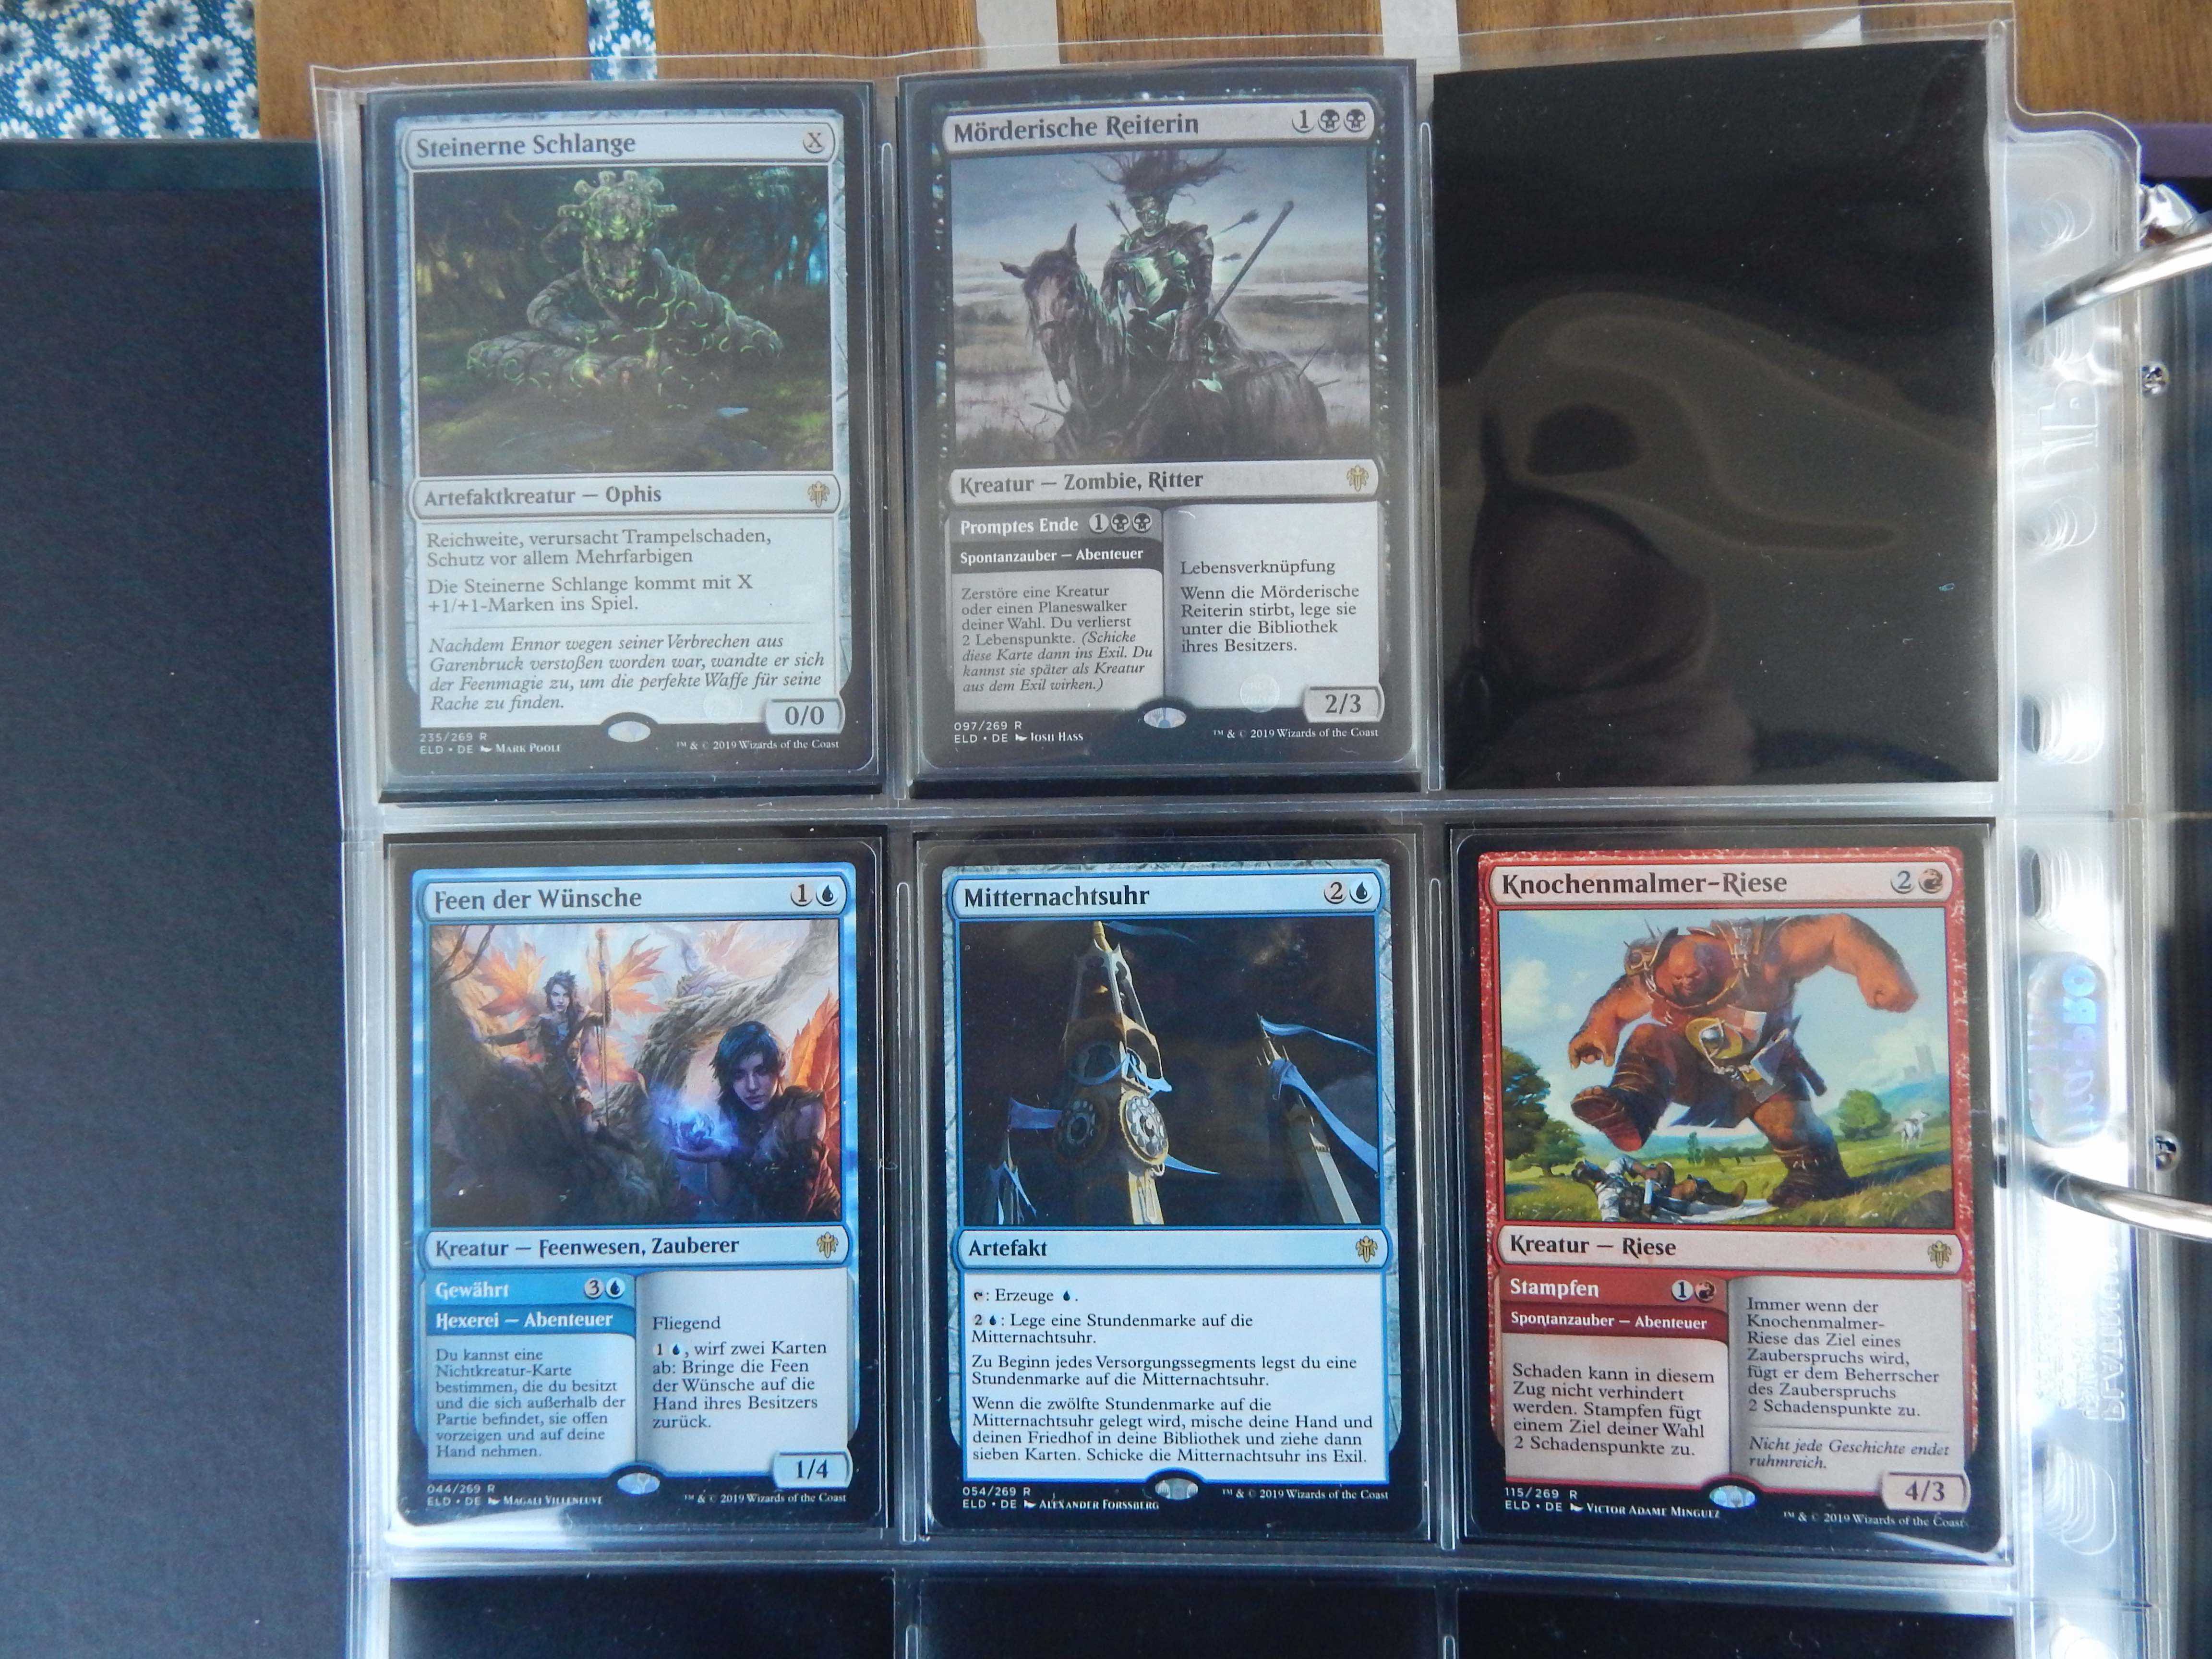 Steinerne Schlange X
Artefaktkreatur — Ophis
Reichweite, verursacht Trampelschaden,
Schutz vor allem Mehrfarbigen
Die Steinerne Schlange kommt mit X
+1/+1-Marken ins Spiel.
Nachdem Ennor wegen seiner Verbrechen aus
Garenbruck verstoßen worden war, wandte er sich
der Feenmagie zu, um die perfekte Waffe für seine
Rache zu finden.
0/0
235/269 R
ELD • DE MARK POOLE
™ & © 2019 Wizards of the Coast
Mörderische Reiterin 1
Kreatur — Zombie, Ritter
Promptes Ende 1
Spontanzauber — Abenteuer
Zerstöre eine Kreatur
oder einen Planeswalker
deiner Wahl. Du verlierst
2 Lebenspunkte. (Schicke
diese Karte dann ins Exil. Du
kannst sie später als Kreatur
aus dem Exil wirken.)
Lebensverknüpfung
Wenn die Mörderische
Reiterin stirbt, lege sie
unter die Bibliothek
ihres Besitzers.
2/3
097/269 R
ELD • DE JOSH HASS
™ & © 2019 Wizards of the Coast
Feen der Wünsche 1
Kreatur — Feenwesen, Zauberer
Gewährt 3
Hexerei — Abenteuer
Du kannst eine
Nichtkreatur-Karte
bestimmen, die du besitzt
und die sich außerhalb der
Partie befindet, sie offen
vorzeigen und auf deine
Hand nehmen.
Fliegend
1 , wirf zwei Karten
ab: Bringe die Feen
der Wünsche auf die
Hand ihres Besitzers
zurück.
1/4
044/269 R
ELD • DE MAGALI VILLENEUVE
™ & © 2019 Wizards of the Coast
Mitternachtsuhr 2
Artefakt
: Erzeuge .
2 : Lege eine Stundenmarke auf die
Mitternachtsuhr.
Zu Beginn jedes Versorgungssegments legst du eine
Stundenmarke auf die Mitternachtsuhr.
Wenn die zwölfte Stundenmarke auf die
Mitternachtsuhr gelegt wird, mische deine Hand und
deinen Friedhof in deine Bibliothek und ziehe dann
sieben Karten. Schicke die Mitternachtsuhr ins Exil.
054/269 R
ELD • DE ALEXANDER FORSSBERG
™ & © 2019 Wizards of the Coast
Knochenmalmer-Riese 2
Kreatur — Riese
Stampfen 1
Spontanzauber — Abenteuer
Schaden kann in diesem
Zug nicht verhindert
werden. Stampfen fügt
einem Ziel deiner Wahl
2 Schadenspunkte zu.
Immer wenn der
Knochenmalmer-
Riese das Ziel eines
Zauberspruchs wird,
fügt er dem Beherrscher
des Zauberspruchs
2 Schadenspunkte zu.
Nicht jede Geschichte endet
ruhmreich.
4/3
115/269 R
ELD • DE VICTOR ADAME MINGUEZ
™ & © 2019 Wizards of the Coast